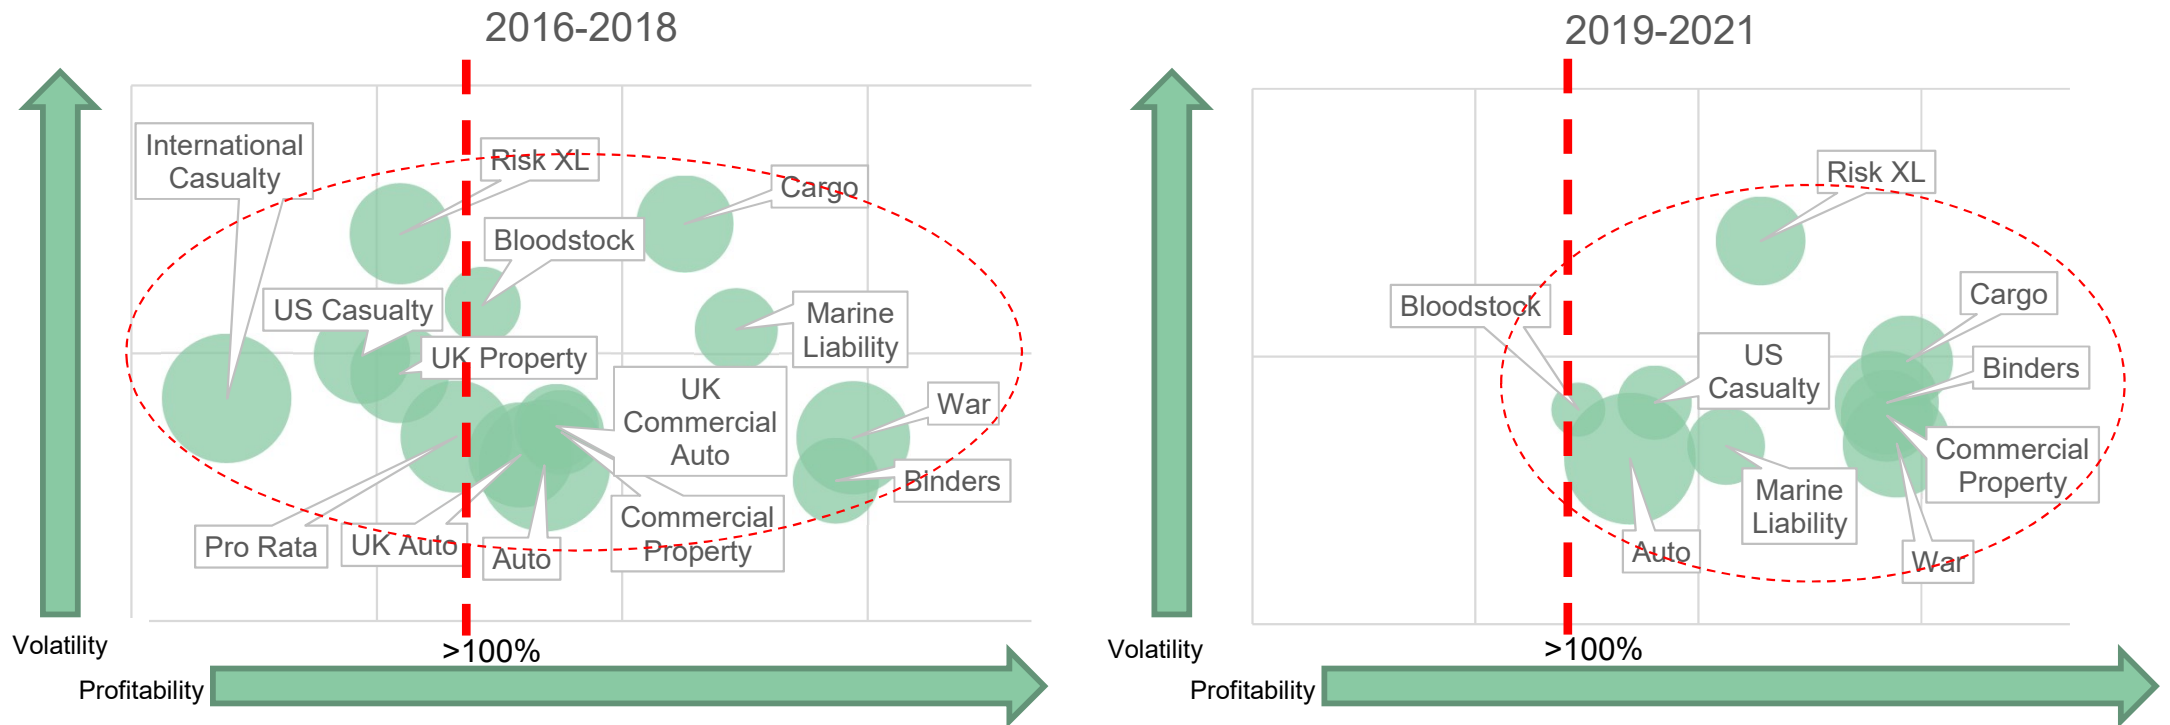 2016-2018
International
Casualty
Risk XL
Cargo
Bloodstock
US Casualty
UK Property
Marine
Liability
UK
Commercial
Auto
War
Binders
Commercial
Property
Pro Rata
UK Auto
Auto
Volatility
>100%
Profitability
2019-2021
Risk XL
Cargo
Bloodstock
US
Casualty
Binders
Commercial
Property
Marine
Liability
Auto
War
Volatility
>100%
Profitability